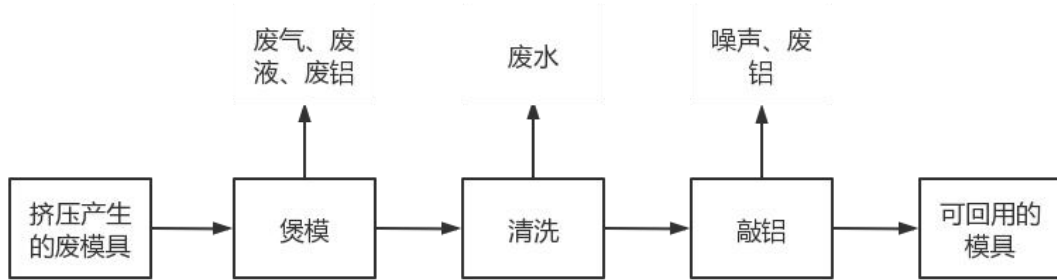 废气、废
液、废铝
废水
噪声、废
铝
挤压产生
的废模具
煲模
清洗
敲铝
可回用的
模具